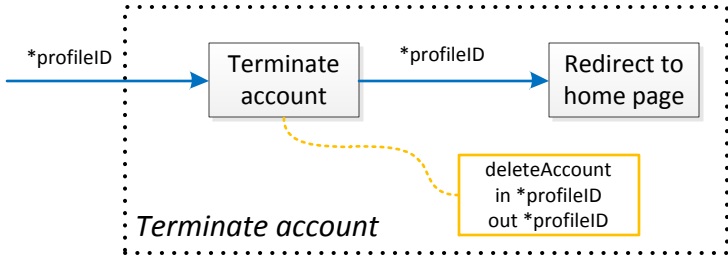 *profileID
Terminate
account
*profileID
Redirect to
home page
deleteAccount
in *profileID
out *profileID
Terminate account